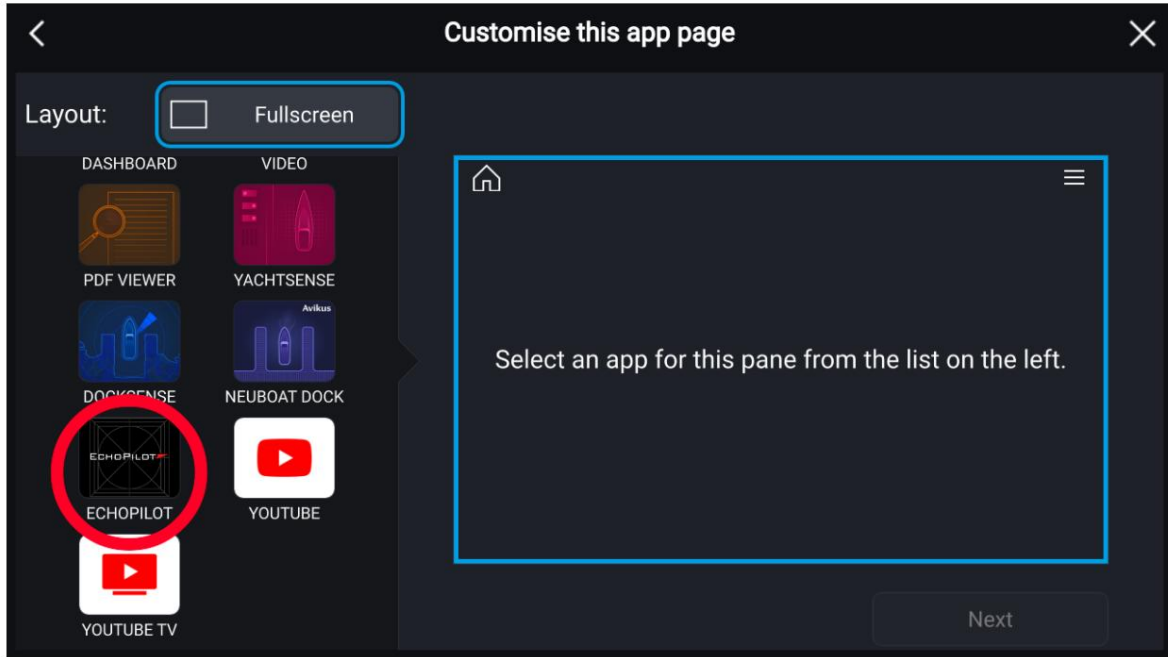 Customise this app page
Layout:
Fullscreen
DASHBOARD VIDEO
PDF VIEWER YACHTSENSE
Avikus
DOCKSENSE NEUBOAT DOCK
ECHOPILOT
ECHOPILOT YOUTUBE
YOUTUBE TV
Select an app for this pane from the list on the left.
Next